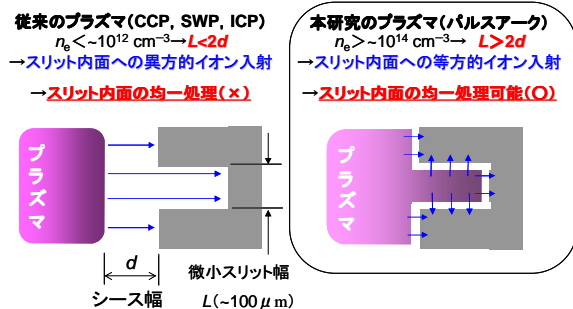 従来のプラズマ(CCP, SWP, ICP)
nₑ<~10¹² cm⁻³→L<2d
→スリット内面への異方的イオン入射
→スリット内面の均一処理(×)
プラズマ
d
シース幅
微小スリット幅
L(~100μm)
本研究のプラズマ(パルスアーク)
nₑ>~10¹⁴ cm⁻³→ L>2d
→スリット内面への等方的イオン入射
→スリット内面の均一処理可能(〇)
プラズマ